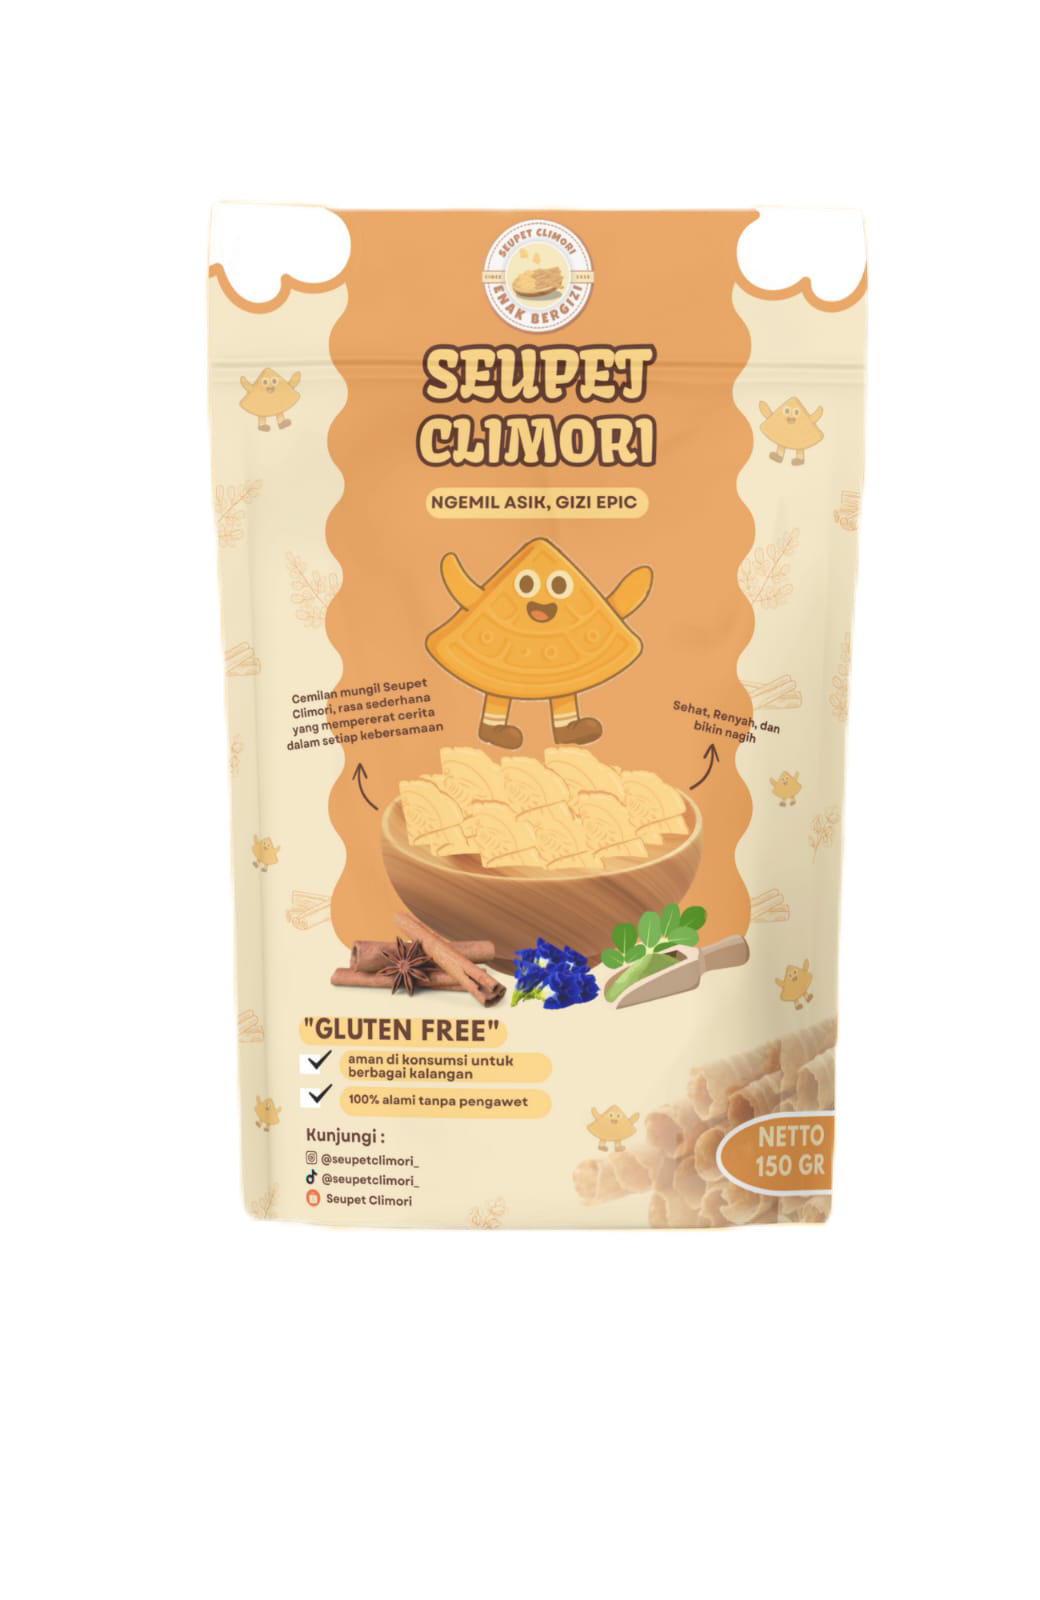 SEUPET CLIMORI
ENAK BERGIZI
SEUPET
CLIMORI
NGEMIL ASIK, GIZI EPIC
Cemilan mungil Seupet
Climori, rasa sederhana
yang mempererat cerita
dalam setiap kebersamaan
Sehat, Renyah, dan
bikin nagih
"GLUTEN FREE"
aman di konsumsi untuk
berbagai kalangan
100% alami tanpa pengawet
Kunjungi :
@seupetclimori_
@seupetclimori_
Seupet Climori
NETTO
150 GR